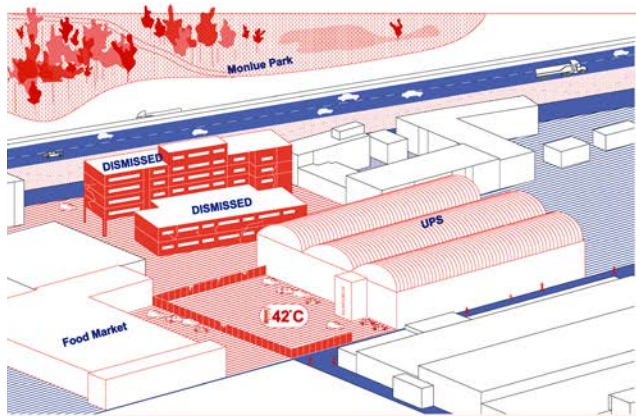 Monlue Park
DISMISSED
DISMISSED
UPS
42°C
Food Market